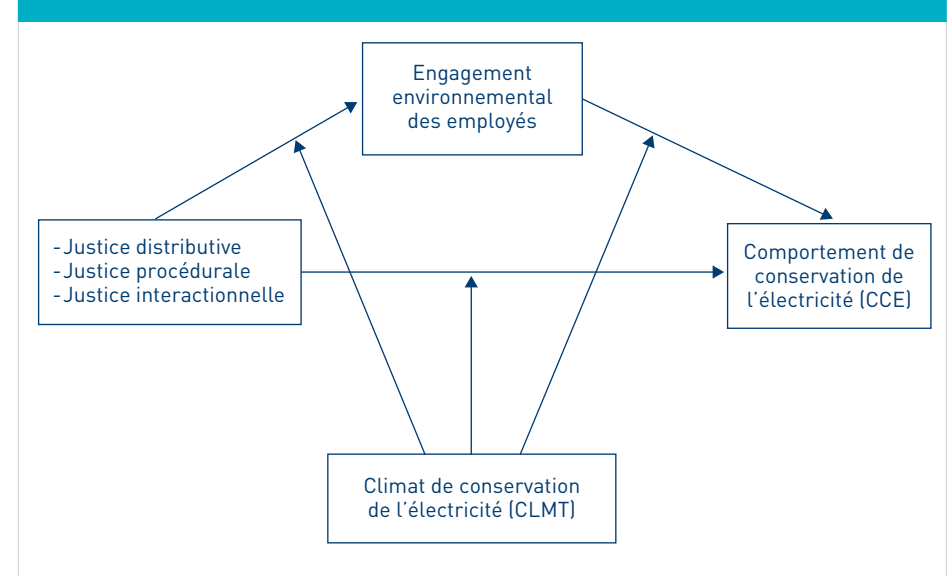 Engagement
environnemental
des employés
-Justice distributive
-Justice procédurale
-Justice interactionnelle
Comportement de
conservation de
l'électricité (CCE)
Climat de conservation
de l'électricité (CLMT)